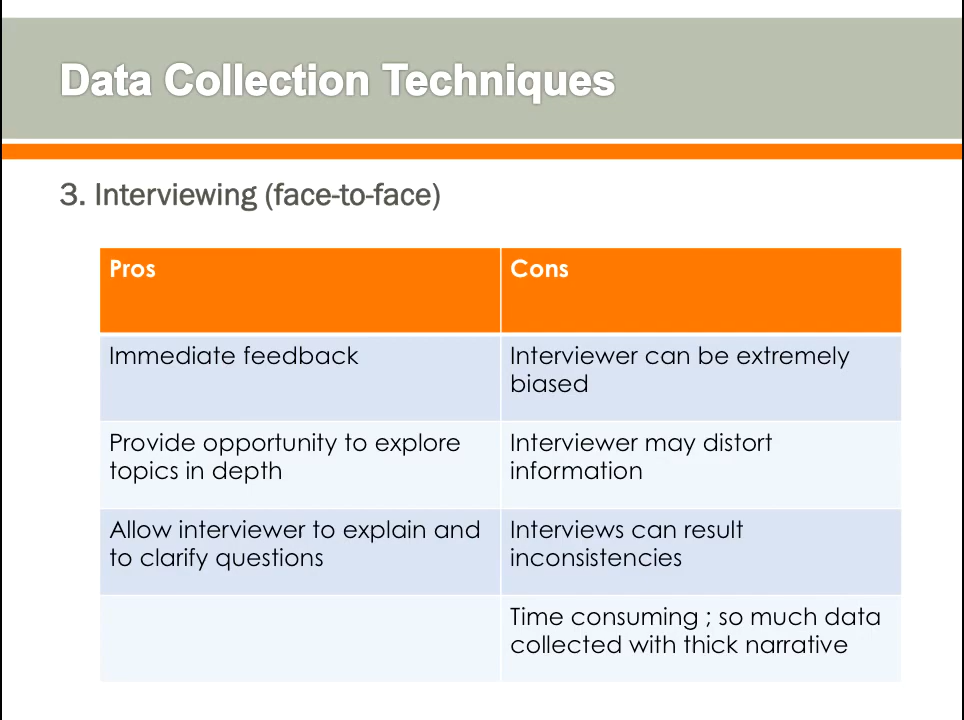 Data Collection Techniques
3. Interviewing (face-to-face)
Pros
Cons
Immediate feedback
Interviewer can be extremely
biased
Provide opportunity to explore
topics in depth
Interviewer may distort
information
Allow interviewer to explain and
to clarify questions
Interviews can result
inconsistencies
Time consuming ; so much data
collected with thick narrative